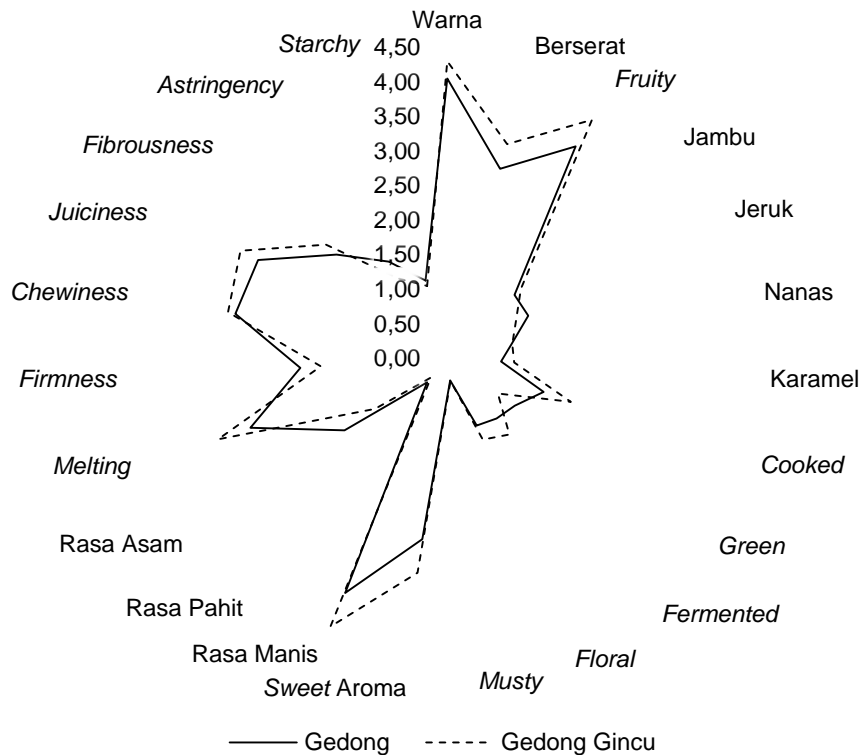 Warna
Starchy
4,50
Berserat
Astringency
4,00
Fruity
Fibrousness
3,50
Jambu
3,00
Juiciness
2,50
Jeruk
2,00
Chewiness
1,50
Nanas
1,00
0,50
Firmness
0,00
Karamel
Melting
Cooked
Rasa Asam
Green
Rasa Pahit
Fermented
Rasa Manis
Floral
Sweet Aroma
Musty
Gedong
Gedong Gincu